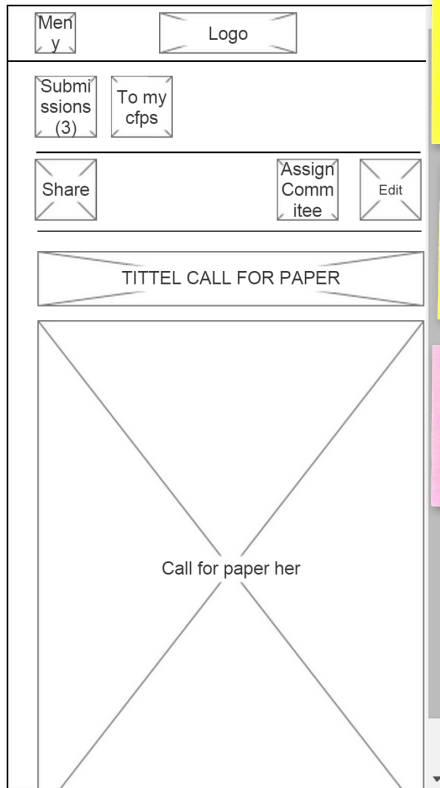 Men
y
Logo
Submi
ssions
(3)
To my
cfps
Share
Assign
Comm
itee
Edit
TITTEL CALL FOR PAPER
Call for paper her